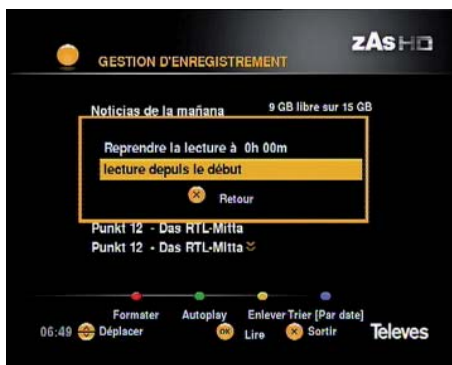 zAs HD
GESTION D'ENREGISTREMENT
Noticias de la mañana 9 GB libre sur 15 GB
Reprendre la lecture à 0h 00m
lecture depuls le début
Retour
Punkt 12 - Das RTL-Mitta
Punkt 12 - Das RTL-Mitta
Formater Autoplay Enlever Trier [Par date]
06:49 Déplacer OK Lire Sortir Televes